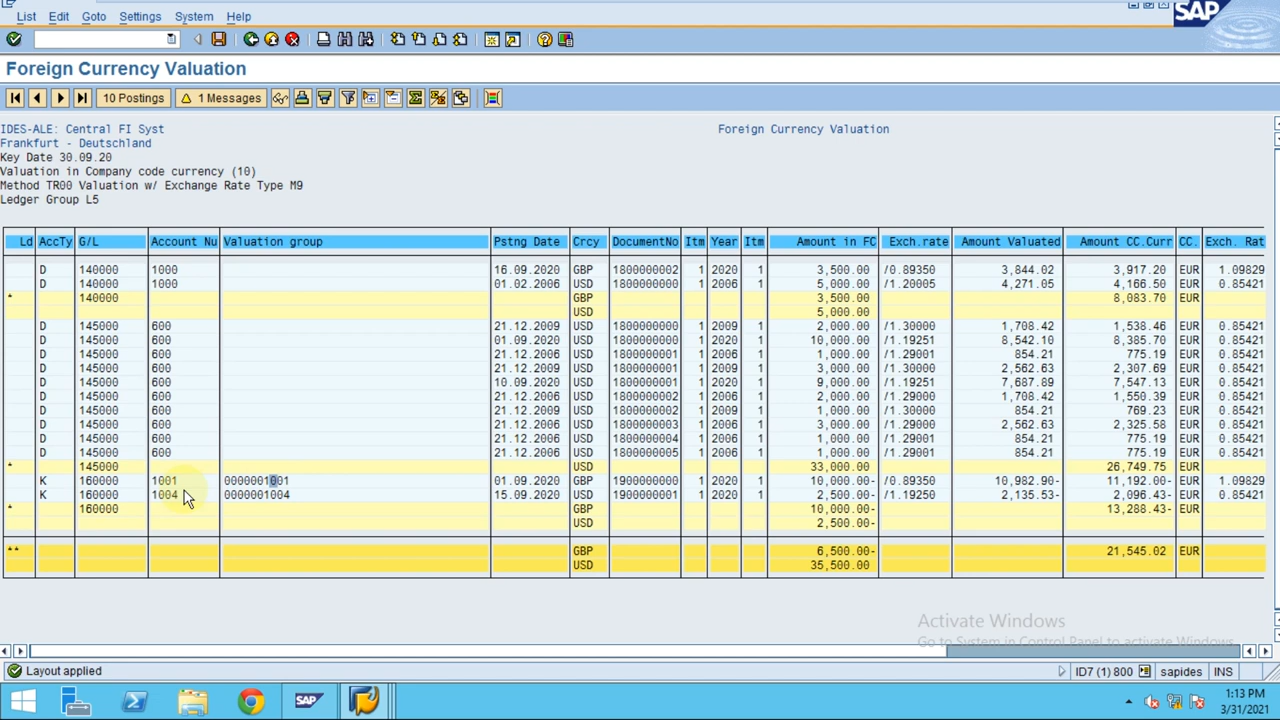 List Edit Goto Settings System Help
SAP
Foreign Currency Valuation
10 Postings 1 Messages
IDES-ALE: Central FI Syst Foreign Currency Valuation
Frankfurt - Deutschland
Key Date 30.09.20
Valuation in Company code currency (10)
Method TR00 Valuation w/ Exchange Rate Type M9
Ledger Group L5
Ld AccTy G/L Account Nu Valuation group Pstng Date Crcy DocumentNo Itm Year Itm Amount in FC Exch.rate Amount Valuated Amount CC.Curr CC. Exch. Rat
D 140000 1000 16.09.2020 GBP 1800000002 1 2020 1 3,500.00 /0.89350 3,844.02 3,917.20 EUR 1.09829
D 140000 1000 01.02.2006 USD 1800000000 1 2006 1 5,000.00 /1.20005 4,271.05 4,166.50 EUR 0.85421
* 140000 GBP 3,500.00 8,083.70 EUR
USD 5,000.00
D 145000 600 21.12.2009 USD 1800000000 1 2009 1 2,000.00 /1.30000 1,708.42 1,538.46 EUR 0.85421
D 145000 600 01.09.2020 USD 1800000000 1 2020 1 10,000.00 /1.19251 8,542.10 8,385.70 EUR 0.85421
D 145000 600 21.12.2006 USD 1800000001 1 2006 1 1,000.00 /1.29001 854.21 775.19 EUR 0.85421
D 145000 600 21.12.2009 USD 1800000001 1 2009 1 3,000.00 /1.30000 2,562.63 2,307.69 EUR 0.85421
D 145000 600 10.09.2020 USD 1800000001 1 2020 1 9,000.00 /1.19251 7,687.89 7,547.13 EUR 0.85421
D 145000 600 21.12.2006 USD 1800000002 1 2006 1 2,000.00 /1.29000 1,708.42 1,550.39 EUR 0.85421
D 145000 600 21.12.2009 USD 1800000002 1 2009 1 1,000.00 /1.30000 854.21 769.23 EUR 0.85421
D 145000 600 21.12.2006 USD 1800000003 1 2006 1 3,000.00 /1.29000 2,562.63 2,325.58 EUR 0.85421
D 145000 600 21.12.2006 USD 1800000004 1 2006 1 1,000.00 /1.29001 854.21 775.19 EUR 0.85421
D 145000 600 21.12.2006 USD 1800000005 1 2006 1 1,000.00 /1.29001 854.21 775.19 EUR 0.85421
* 145000 USD 33,000.00 26,749.75 EUR
K 160000 1001 0000001001 01.09.2020 GBP 1900000000 1 2020 1 10,000.00- /0.89350 10,982.90- 11,192.00- EUR 1.09829
K 160000 1004 0000001004 15.09.2020 USD 1900000001 1 2020 1 2,500.00- /1.19250 2,135.53- 2,096.43- EUR 0.85421
* 160000 GBP 10,000.00- 13,288.43- EUR
USD 2,500.00-
** GBP 6,500.00- 21,545.02 EUR
USD 35,500.00
Activate Windows
Go to System in Control Panel to activate Windows.
Layout applied ID7 (1) 800 sapides INS
SAP
1:13 PM
3/31/2021